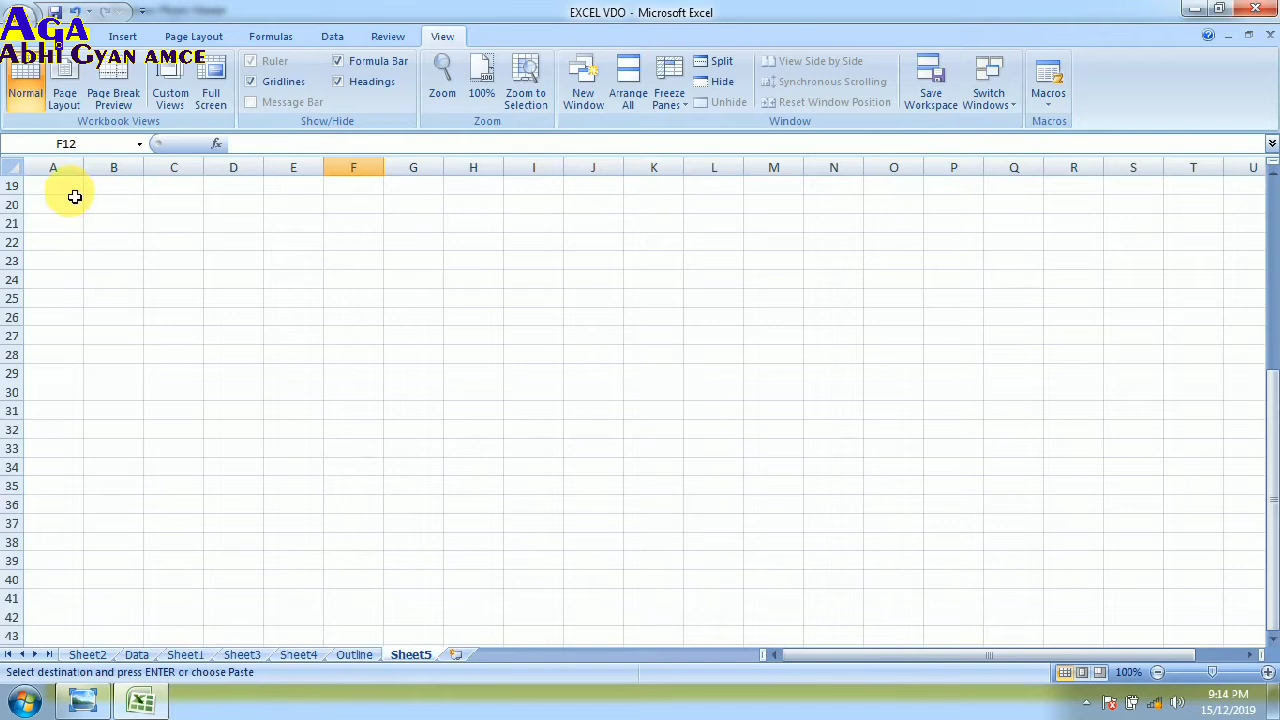 EXCEL VDO - Microsoft Excel
AGA
ABHI GYAN AMCE
Insert Page Layout Formulas Data Review View
Normal Page Layout Page Break Preview Custom Views Full Screen
Workbook Views
Ruler Formula Bar
Gridlines Headings
Message Bar
Show/Hide
Zoom 100% Zoom to Selection
Zoom
New Window Arrange All Freeze Panes
Split
Hide
Unhide
View Side by Side
Synchronous Scrolling
Reset Window Position
Save Workspace Switch Windows
Window
Macros
Macros
F12 fx
A B C D E F G H I J K L M N O P Q R S T U
19
20
21
22
23
24
25
26
27
28
29
30
31
32
33
34
35
36
37
38
39
40
41
42
43
Sheet2 Data Sheet1 Sheet3 Sheet4 Outline Sheet5
Select destination and press ENTER or choose Paste 100%
9:14 PM
15/12/2019